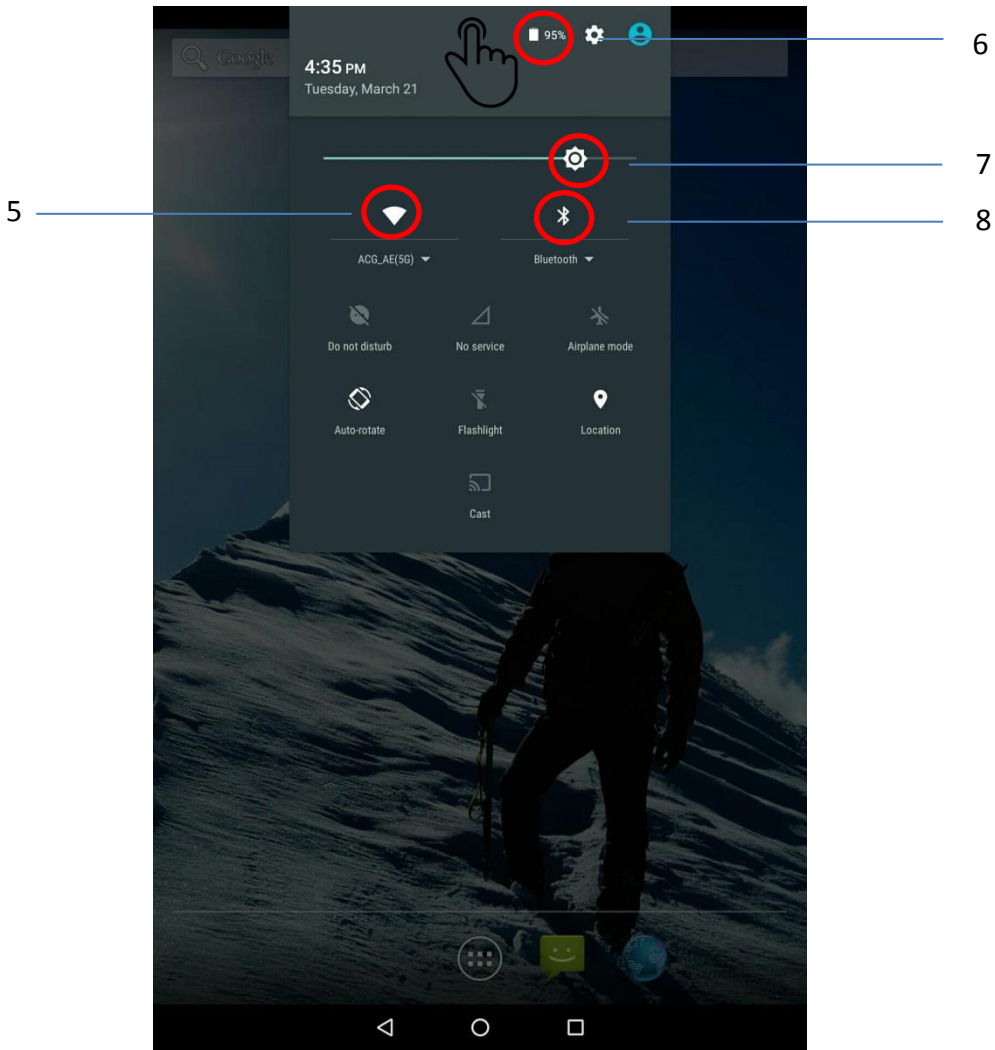 95%
6
Google
4:35 PM
Tuesday, March 21
7
5
8
ACG_AE(5G)
Bluetooth
Do not disturb
No service
Airplane mode
Auto-rotate
Flashlight
Location
Cast